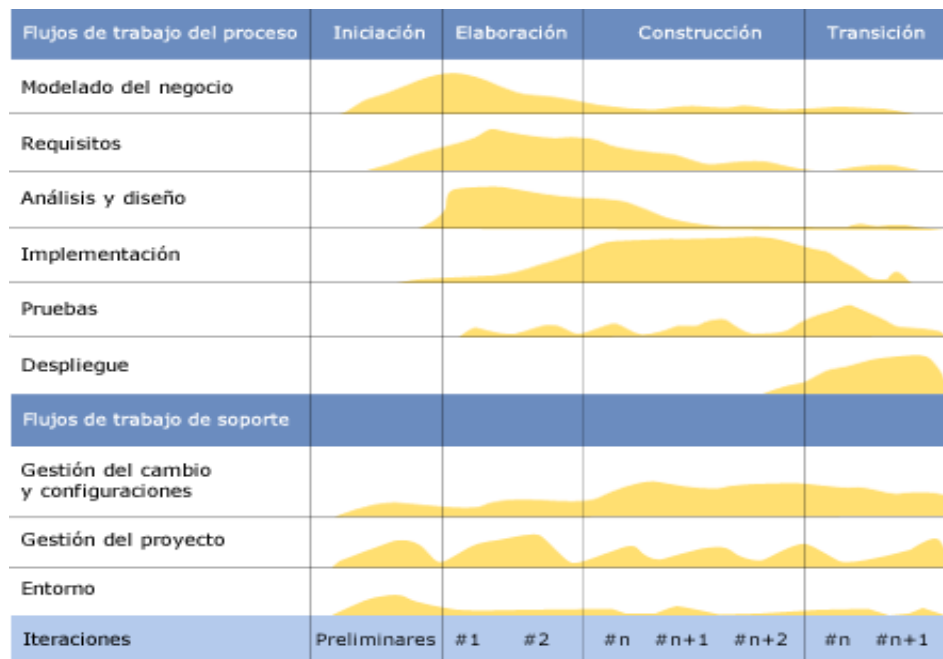 Flujos de trabajo del proceso Iniciación Elaboración Construcción Transición
Modelado del negocio
Requisitos
Análisis y diseño
Implementación
Pruebas
Despliegue
Flujos de trabajo de soporte
Gestión del cambio
y configuraciones
Gestión del proyecto
Entorno
Iteraciones Preliminares #1 #2 #n #n+1 #n+2 #n #n+1